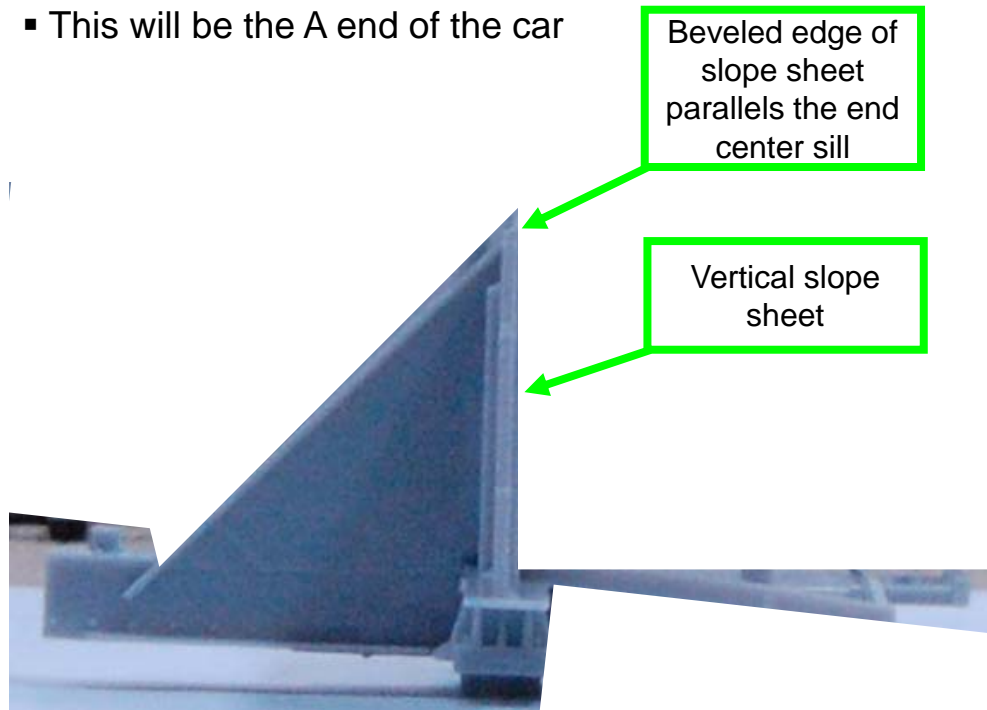 ▪ This will be the A end of the car
Beveled edge of
slope sheet
parallels the end
center sill
Vertical slope
sheet